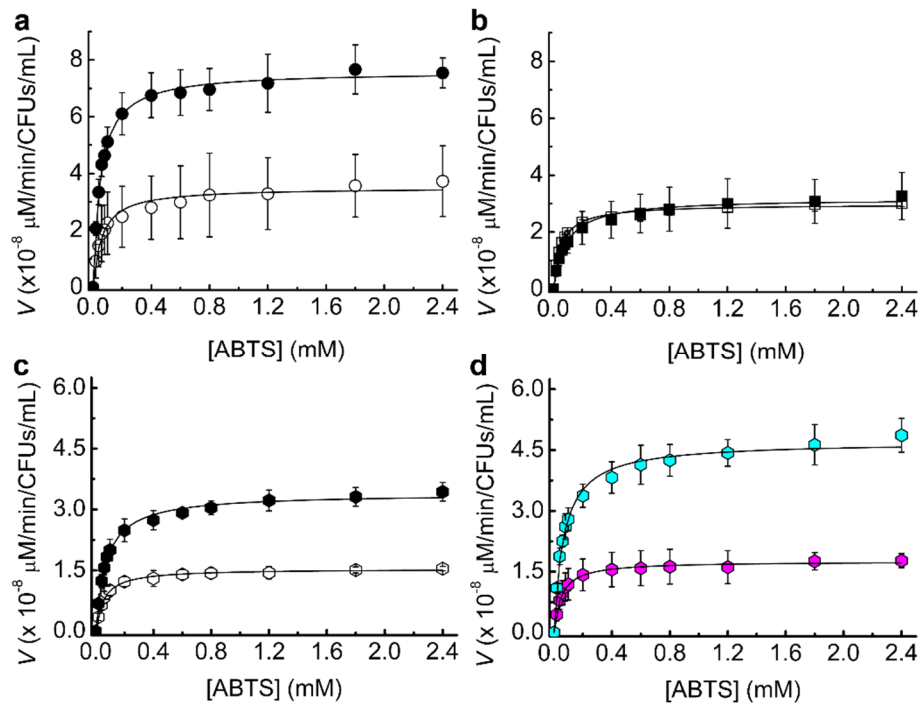 a
8
6
4
2
0
V (x10⁻⁸ µM/min/CFUs/mL)
0.0 0.4 0.8 1.2 1.6 2.0 2.4
[ABTS] (mM)
b
8
6
4
2
0
V (x10⁻⁸ µM/min/CFUs/mL)
0.0 0.4 0.8 1.2 1.6 2.0 2.4
[ABTS] (mM)
c
6.0
4.5
3.0
1.5
0.0
V (x 10⁻⁸ µM/min/CFUs/mL)
0.0 0.4 0.8 1.2 1.6 2.0 2.4
[ABTS] (mM)
d
6.0
4.5
3.0
1.5
0.0
V (x 10⁻⁸ µM/min/CFUs/mL)
0.0 0.4 0.8 1.2 1.6 2.0 2.4
[ABTS] (mM)